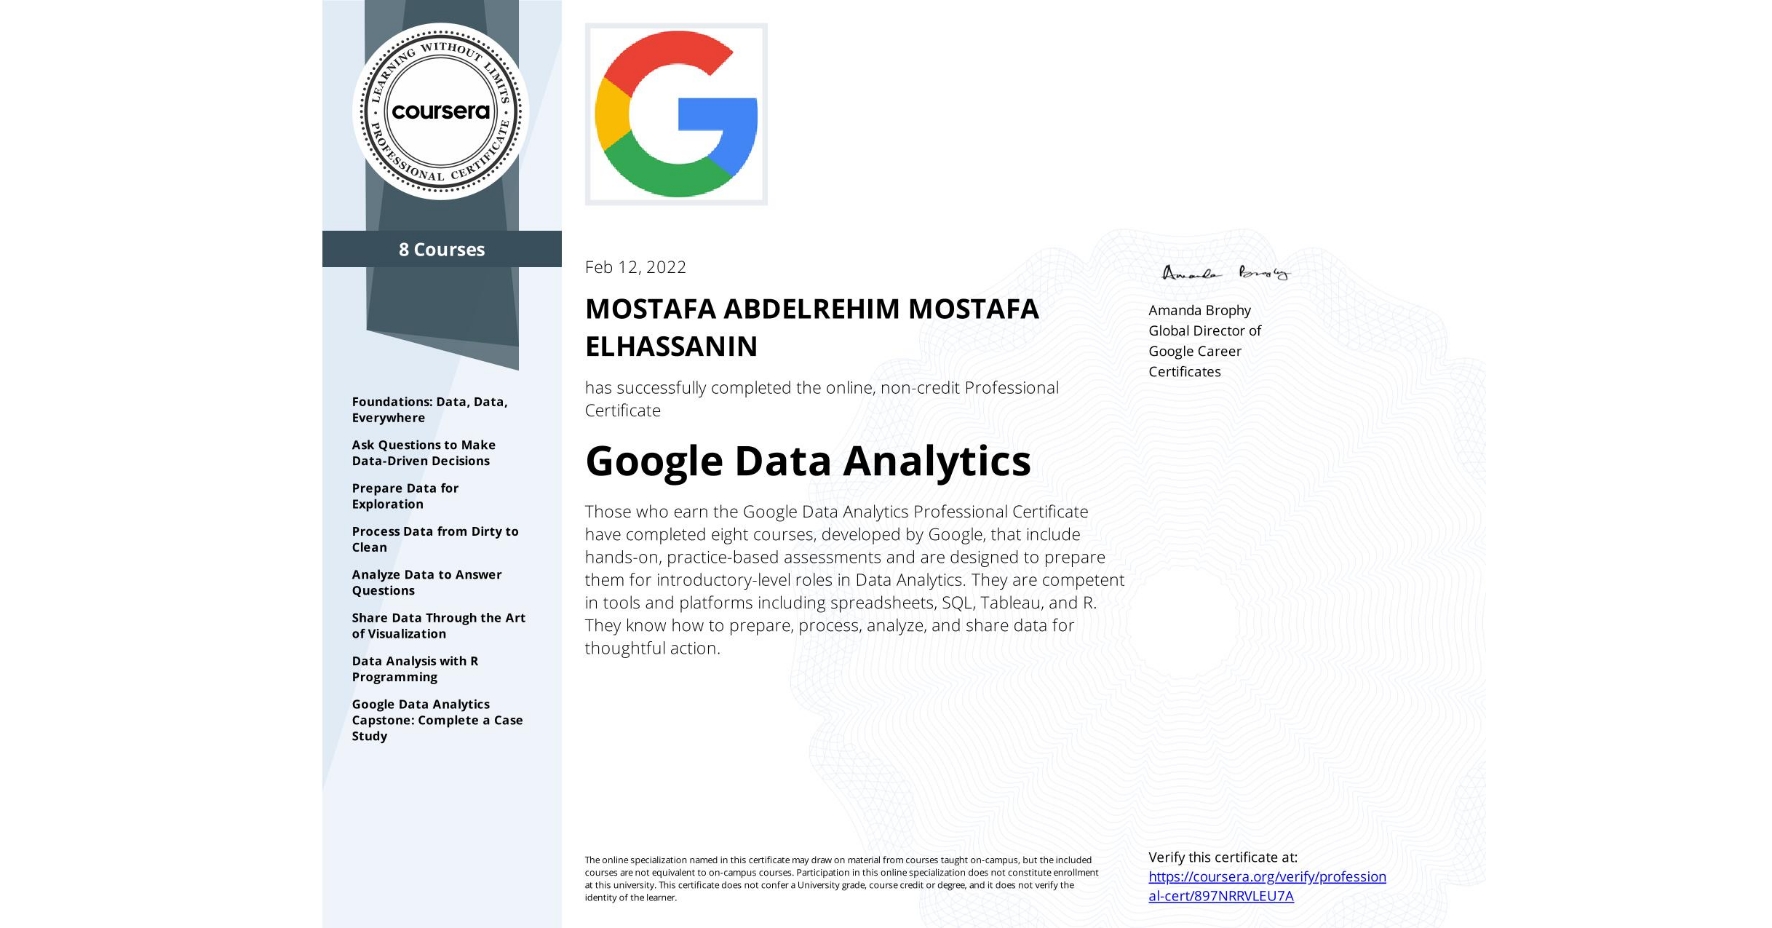 LEARNING WITHOUT LIMITS
coursera
PROFESSIONAL CERTIFICATE
8 Courses
Foundations: Data, Data,
Everywhere
Ask Questions to Make
Data-Driven Decisions
Prepare Data for
Exploration
Process Data from Dirty to
Clean
Analyze Data to Answer
Questions
Share Data Through the Art
of Visualization
Data Analysis with R
Programming
Google Data Analytics
Capstone: Complete a Case
Study
G
Feb 12, 2022
MOSTAFA ABDELREHIM MOSTAFA
ELHASSANIN
has successfully completed the online, non-credit Professional
Certificate
Google Data Analytics
Those who earn the Google Data Analytics Professional Certificate
have completed eight courses, developed by Google, that include
hands-on, practice-based assessments and are designed to prepare
them for introductory-level roles in Data Analytics. They are competent
in tools and platforms including spreadsheets, SQL, Tableau, and R.
They know how to prepare, process, analyze, and share data for
thoughtful action.
Amanda Brophy
Amanda Brophy
Global Director of
Google Career
Certificates
The online specialization named in this certificate may draw on material from courses taught on-campus, but the included
courses are not equivalent to on-campus courses. Participation in this online specialization does not constitute enrollment
at this university. This certificate does not confer a University grade, course credit or degree, and it does not verify the
identity of the learner.
Verify this certificate at:
https://coursera.org/verify/profession
al-cert/897NRRVLEU7A